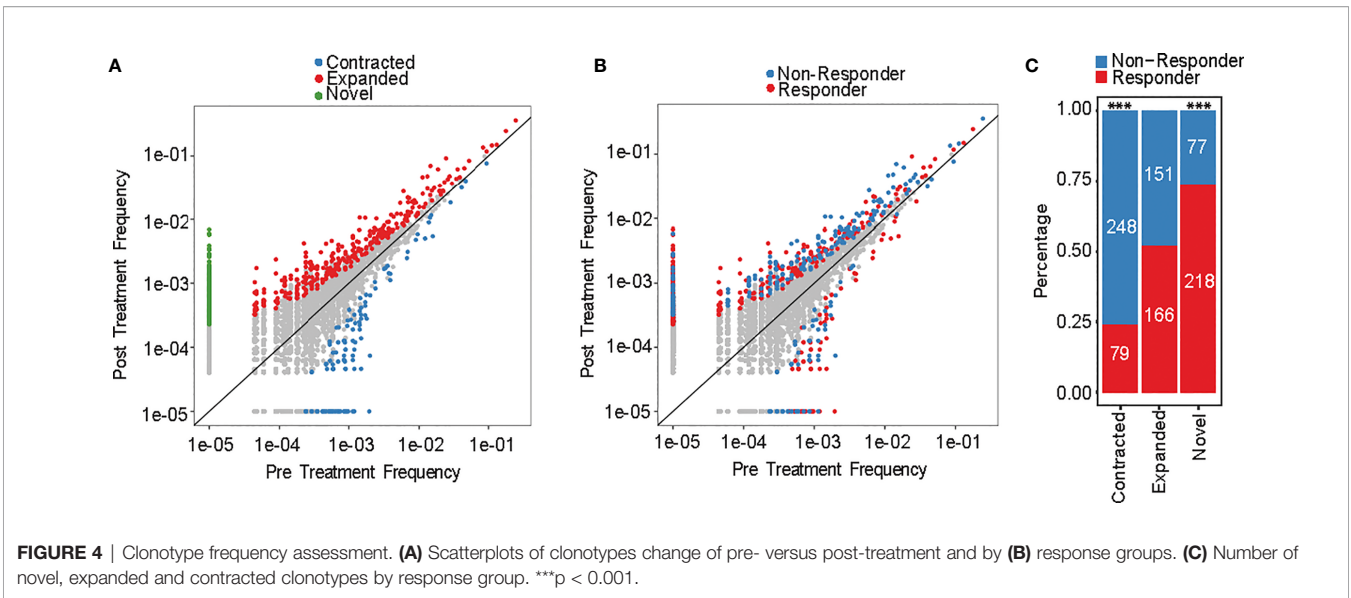 A
Contracted
Expanded
Novel
Post Treatment Frequency
1e-01
1e-02
1e-03
1e-04
1e-05
1e-05 1e-04 1e-03 1e-02 1e-01
Pre Treatment Frequency
B
Non-Responder
Responder
Post Treatment Frequency
1e-01
1e-02
1e-03
1e-04
1e-05
1e-05 1e-04 1e-03 1e-02 1e-01
Pre Treatment Frequency
C
Non-Responder
Responder
Percentage
1.00
0.75
0.50
0.25
0.00
*** ***
248 151 77
79 166 218
Contracted
Expanded
Novel
FIGURE 4 | Clonotype frequency assessment. (A) Scatterplots of clonotypes change of pre- versus post-treatment and by (B) response groups. (C) Number of
novel, expanded and contracted clonotypes by response group. ***p < 0.001.